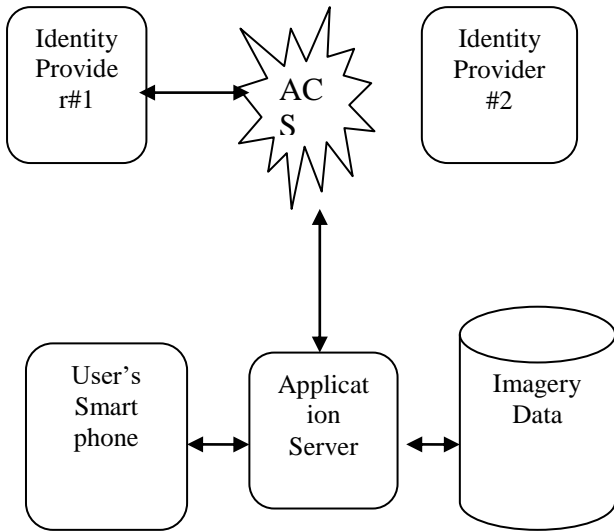 Identity
Provide
r#1
AC
S
Identity
Provider
#2
User’s
Smart
phone
Applicat
ion
Server
Imagery
Data